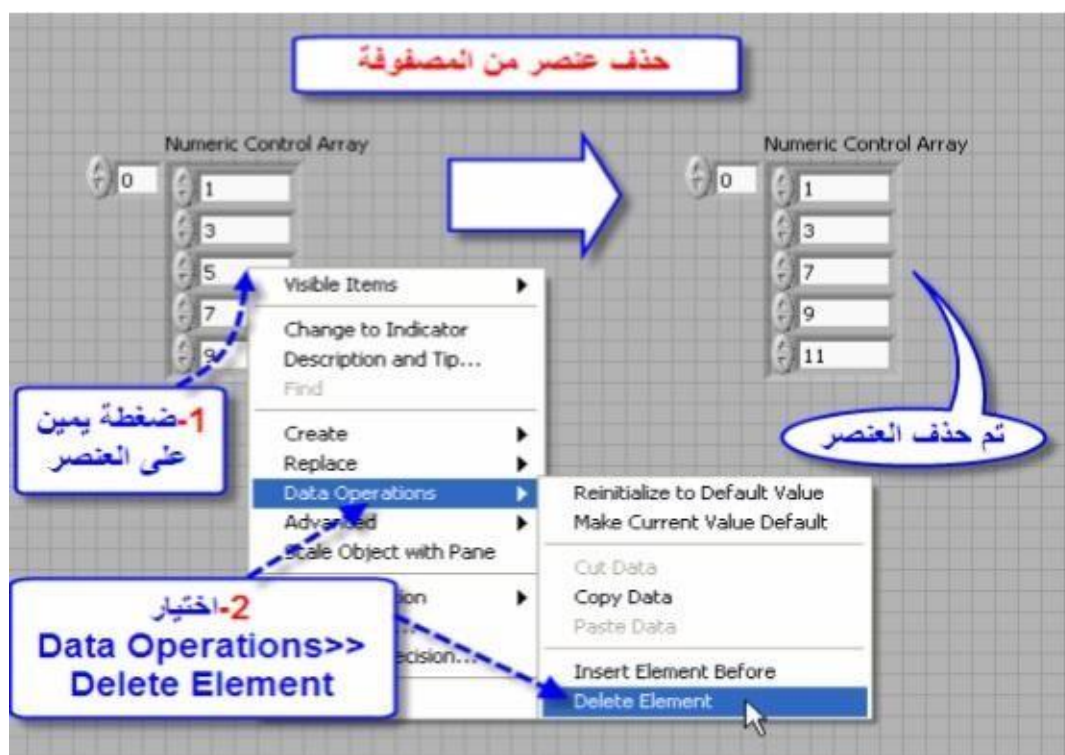 حذف عنصر من المصفوفة
Numeric Control Array
0
1
3
5
7
9
Numeric Control Array
0
1
3
7
9
11
تم حذف العنصر
1-ضغطة يمين
على العنصر
Visible Items
Change to Indicator
Description and Tip...
Find
Create
Replace
Data Operations
Advanced
Scale Object with Pane
Reinitialize to Default Value
Make Current Value Default
Cut Data
Copy Data
Paste Data
Insert Element Before
Delete Element
2-اختيار
Data Operations>>
Delete Element